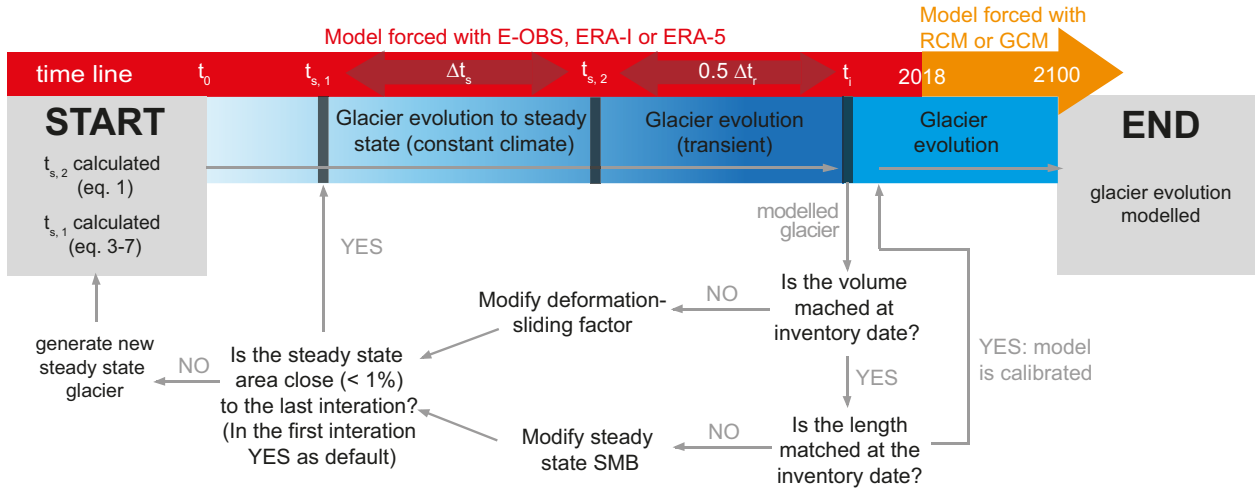 Model forced with E-OBS, ERA-I or ERA-5
Model forced with
RCM or GCM
time line
t0
ts, 1
Δts
ts, 2
0.5 Δtr
ti
2018
2100
START
ts, 2 calculated
(eq. 1)
ts, 1 calculated
(eq. 3-7)
Glacier evolution to steady
state (constant climate)
Glacier evolution
(transient)
Glacier
evolution
END
glacier evolution
modelled
YES
modelled
glacier
Is the volume
mached at
inventory date?
NO
Modify deformation-
sliding factor
generate new
steady state
glacier
NO
Is the steady state
area close (< 1%)
to the last interation?
(In the first interation
YES as default)
YES
YES: model
is calibrated
Is the length
matched at the
inventory date?
NO
Modify steady
state SMB